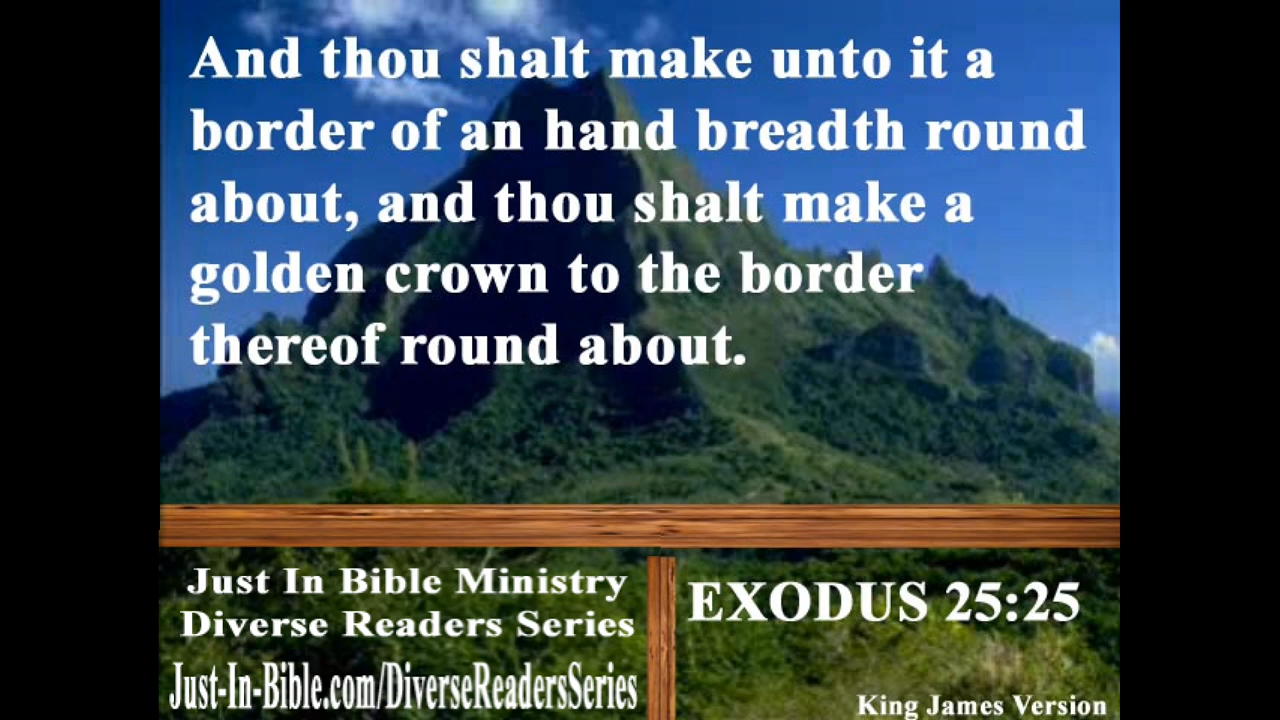 And thou shalt make unto it a
border of an hand breadth round
about, and thou shalt make a
golden crown to the border
thereof round about.
Just In Bible Ministry
Diverse Readers Series
Just-In-Bible.com/DiverseReadersSeries
EXODUS 25:25
King James Version